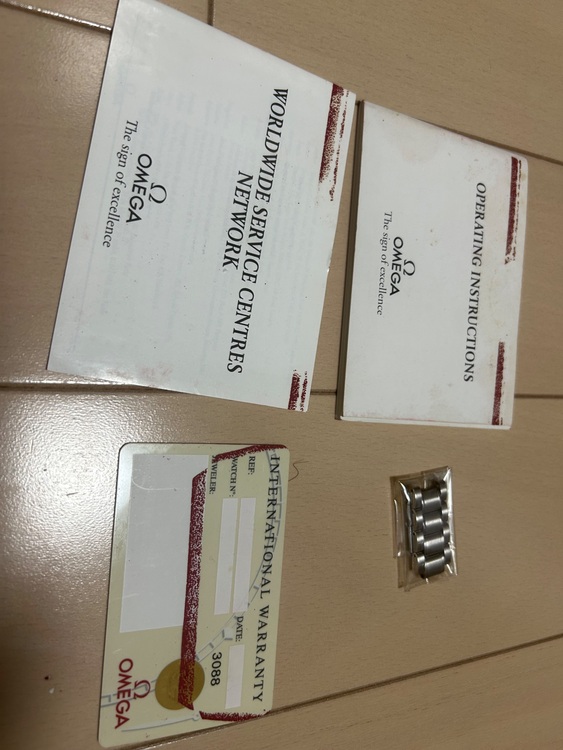 WORLDWIDE SERVICE CENTRES
NETWORK
Ω
OMEGA
The sign of excellence
OPERATING INSTRUCTIONS
Ω
OMEGA
The sign of excellence
INTERNATIONAL WARRANTY
REF:
DATE:
WATCH Nº:
JEWELER:
3088
Ω
OMEGA